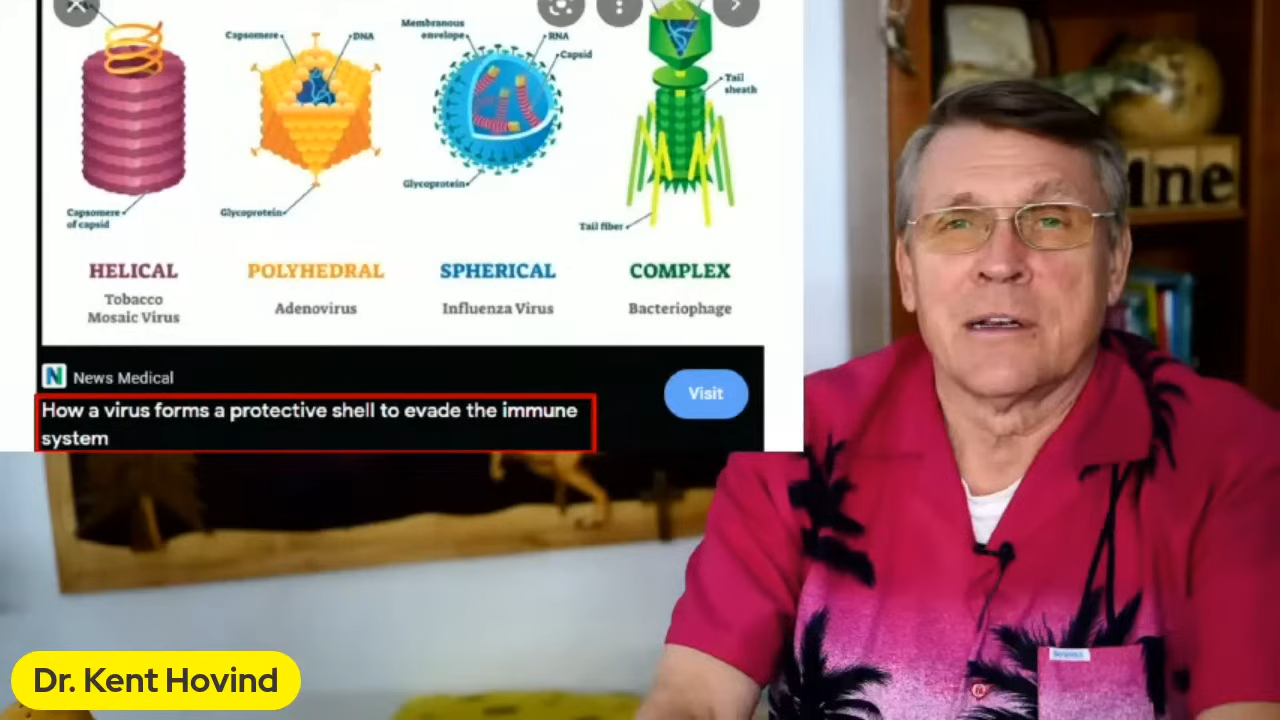 Capsomere
DNA
Membranous
envelope
RNA
Capsid
Tail
sheath
Capsomere
of capsid
Glycoprotein
Glycoprotein
Tail fiber
HELICAL
POLYHEDRAL
SPHERICAL
COMPLEX
Tobacco
Mosaic Virus
Adenovirus
Influenza Virus
Bacteriophage
N News Medical
Visit
How a virus forms a protective shell to evade the immune
system
ine
Dr. Kent Hovind